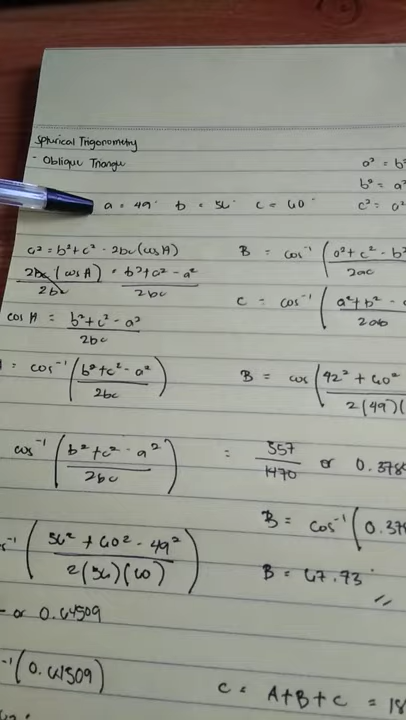 Spherical Trigonometry
- Oblique Triangle
a² = b²
b² = a²
c² = a²
a = 49° b = 56° c = 60°
a² = b² + c² - 2bc (cos A)
2bc (cos A) = b² + c² - a²
2bc 2bc
cos A = b² + c² - a²
2bc
B = cos⁻¹ (a² + c² - b²
2ac
C = cos⁻¹ (a² + b² -
2ab
= cos⁻¹ (b² + c² - a²)
2bc
B = cos (42² + 60²
2(49)(
cos⁻¹ (b² + c² - a²)
2bc
= 557 or 0.378
1470
(56² + 60² - 49²)
2(56)(60)
B = cos⁻¹ (0.37
B = 67.73°
or 0.64509
⁻¹ (0.64509)
C = A + B + C = 18